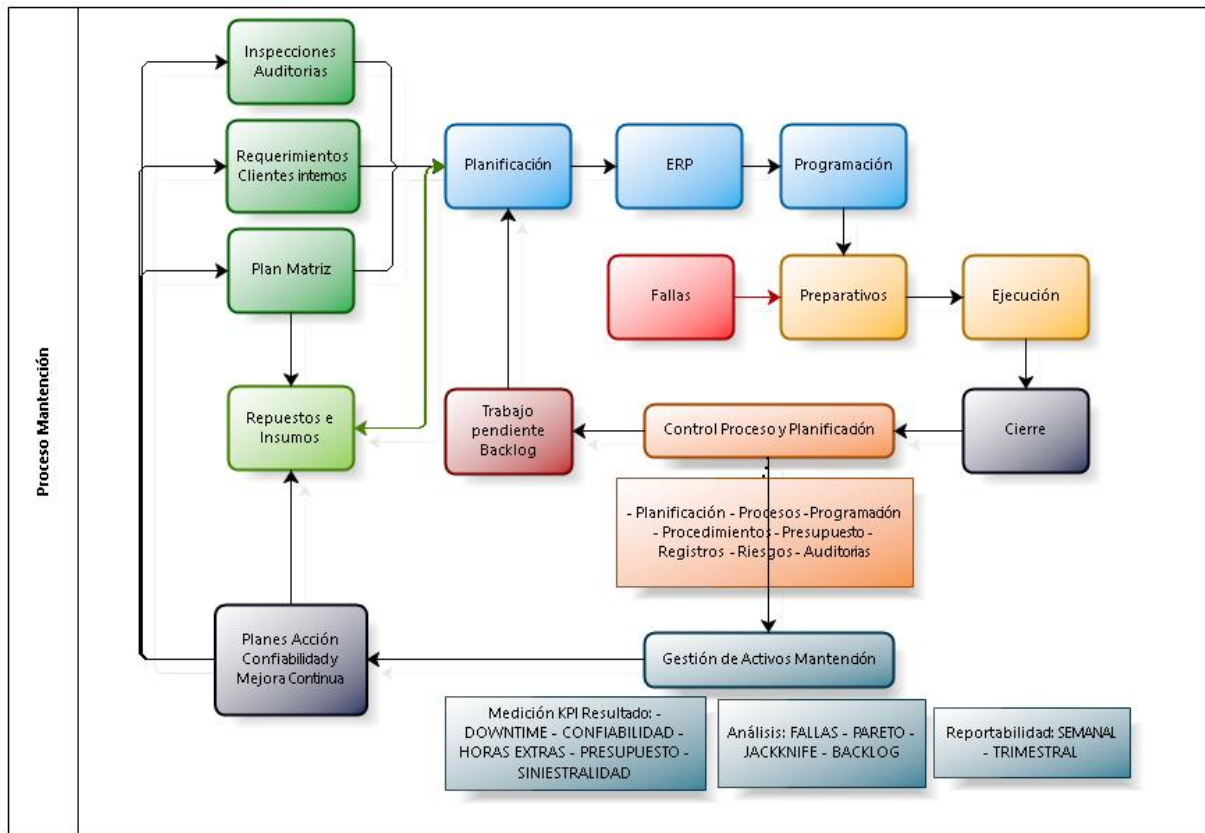 Proceso Mantención
Inspecciones
Auditorias
Requerimientos
Clientes internos
Planificación
ERP
Programación
Plan Matriz
Fallas
Preparativos
Ejecución
Repuestos e
Insumos
Trabajo
pendiente
Backlog
Control Proceso y Planificación
Cierre
- Planificación - Procesos -Programación
- Procedimientos - Presupuesto -
Registros - Riesgos - Auditorias
Planes Acción
Confiabilidad y
Mejora Continua
Gestión de Activos Mantención
Medición KPI Resultado: -
DOWNTIME - CONFIABILIDAD -
HORAS EXTRAS - PRESUPUESTO -
SINIESTRALIDAD
Análisis: FALLAS - PARETO -
JACKKNIFE - BACKLOG
Reportabilidad: SEMANAL
- TRIMESTRAL